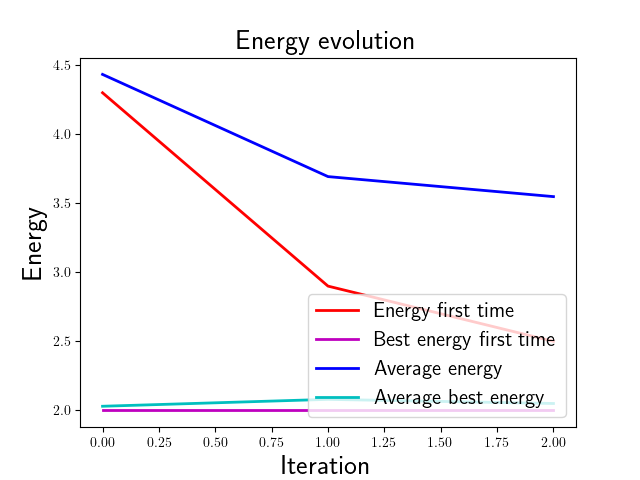 Energy evolution
4.5
4.0
3.5
3.0
2.5
2.0
Energy
Energy first time
Best energy first time
Average energy
Average best energy
0.00 0.25 0.50 0.75 1.00 1.25 1.50 1.75 2.00
Iteration